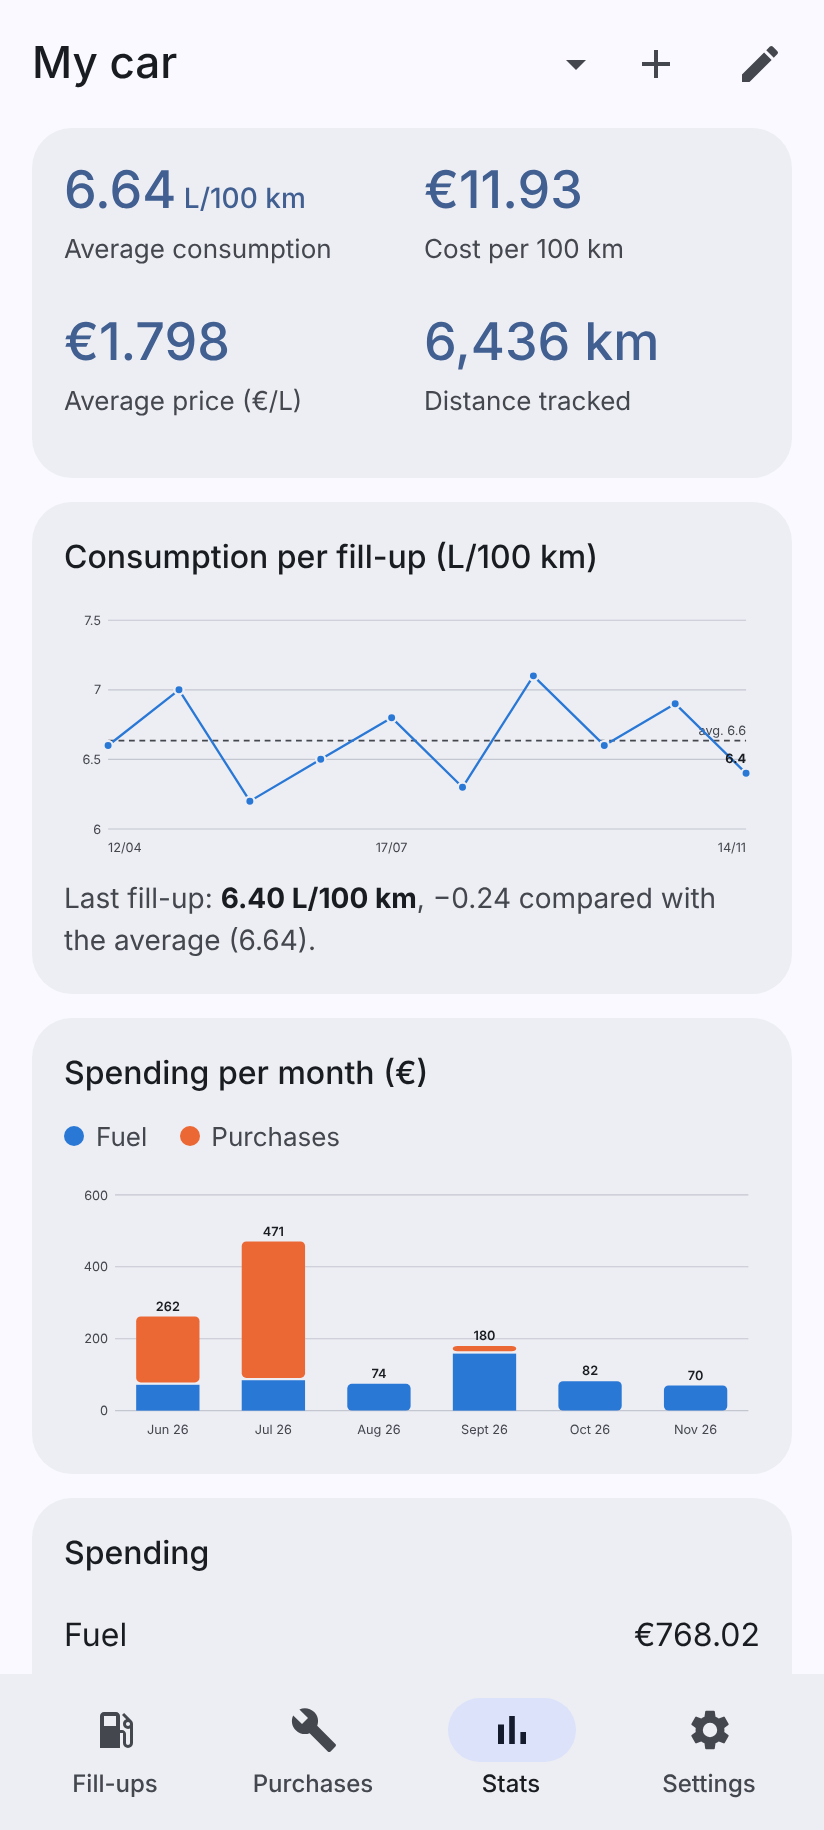 My car
6.64 L/100 km
Average consumption
€11.93
Cost per 100 km
€1.798
Average price (€/L)
6,436 km
Distance tracked
Consumption per fill-up (L/100 km)
7.5
7
6.5
6
avg. 6.6
6.4
12/04
17/07
14/11
Last fill-up: 6.40 L/100 km, −0.24 compared with
the average (6.64).
Spending per month (€)
Fuel
Purchases
600
400
200
0
262
471
74
180
82
70
Jun 26
Jul 26
Aug 26
Sept 26
Oct 26
Nov 26
Spending
Fuel
€768.02
Fill-ups
Purchases
Stats
Settings